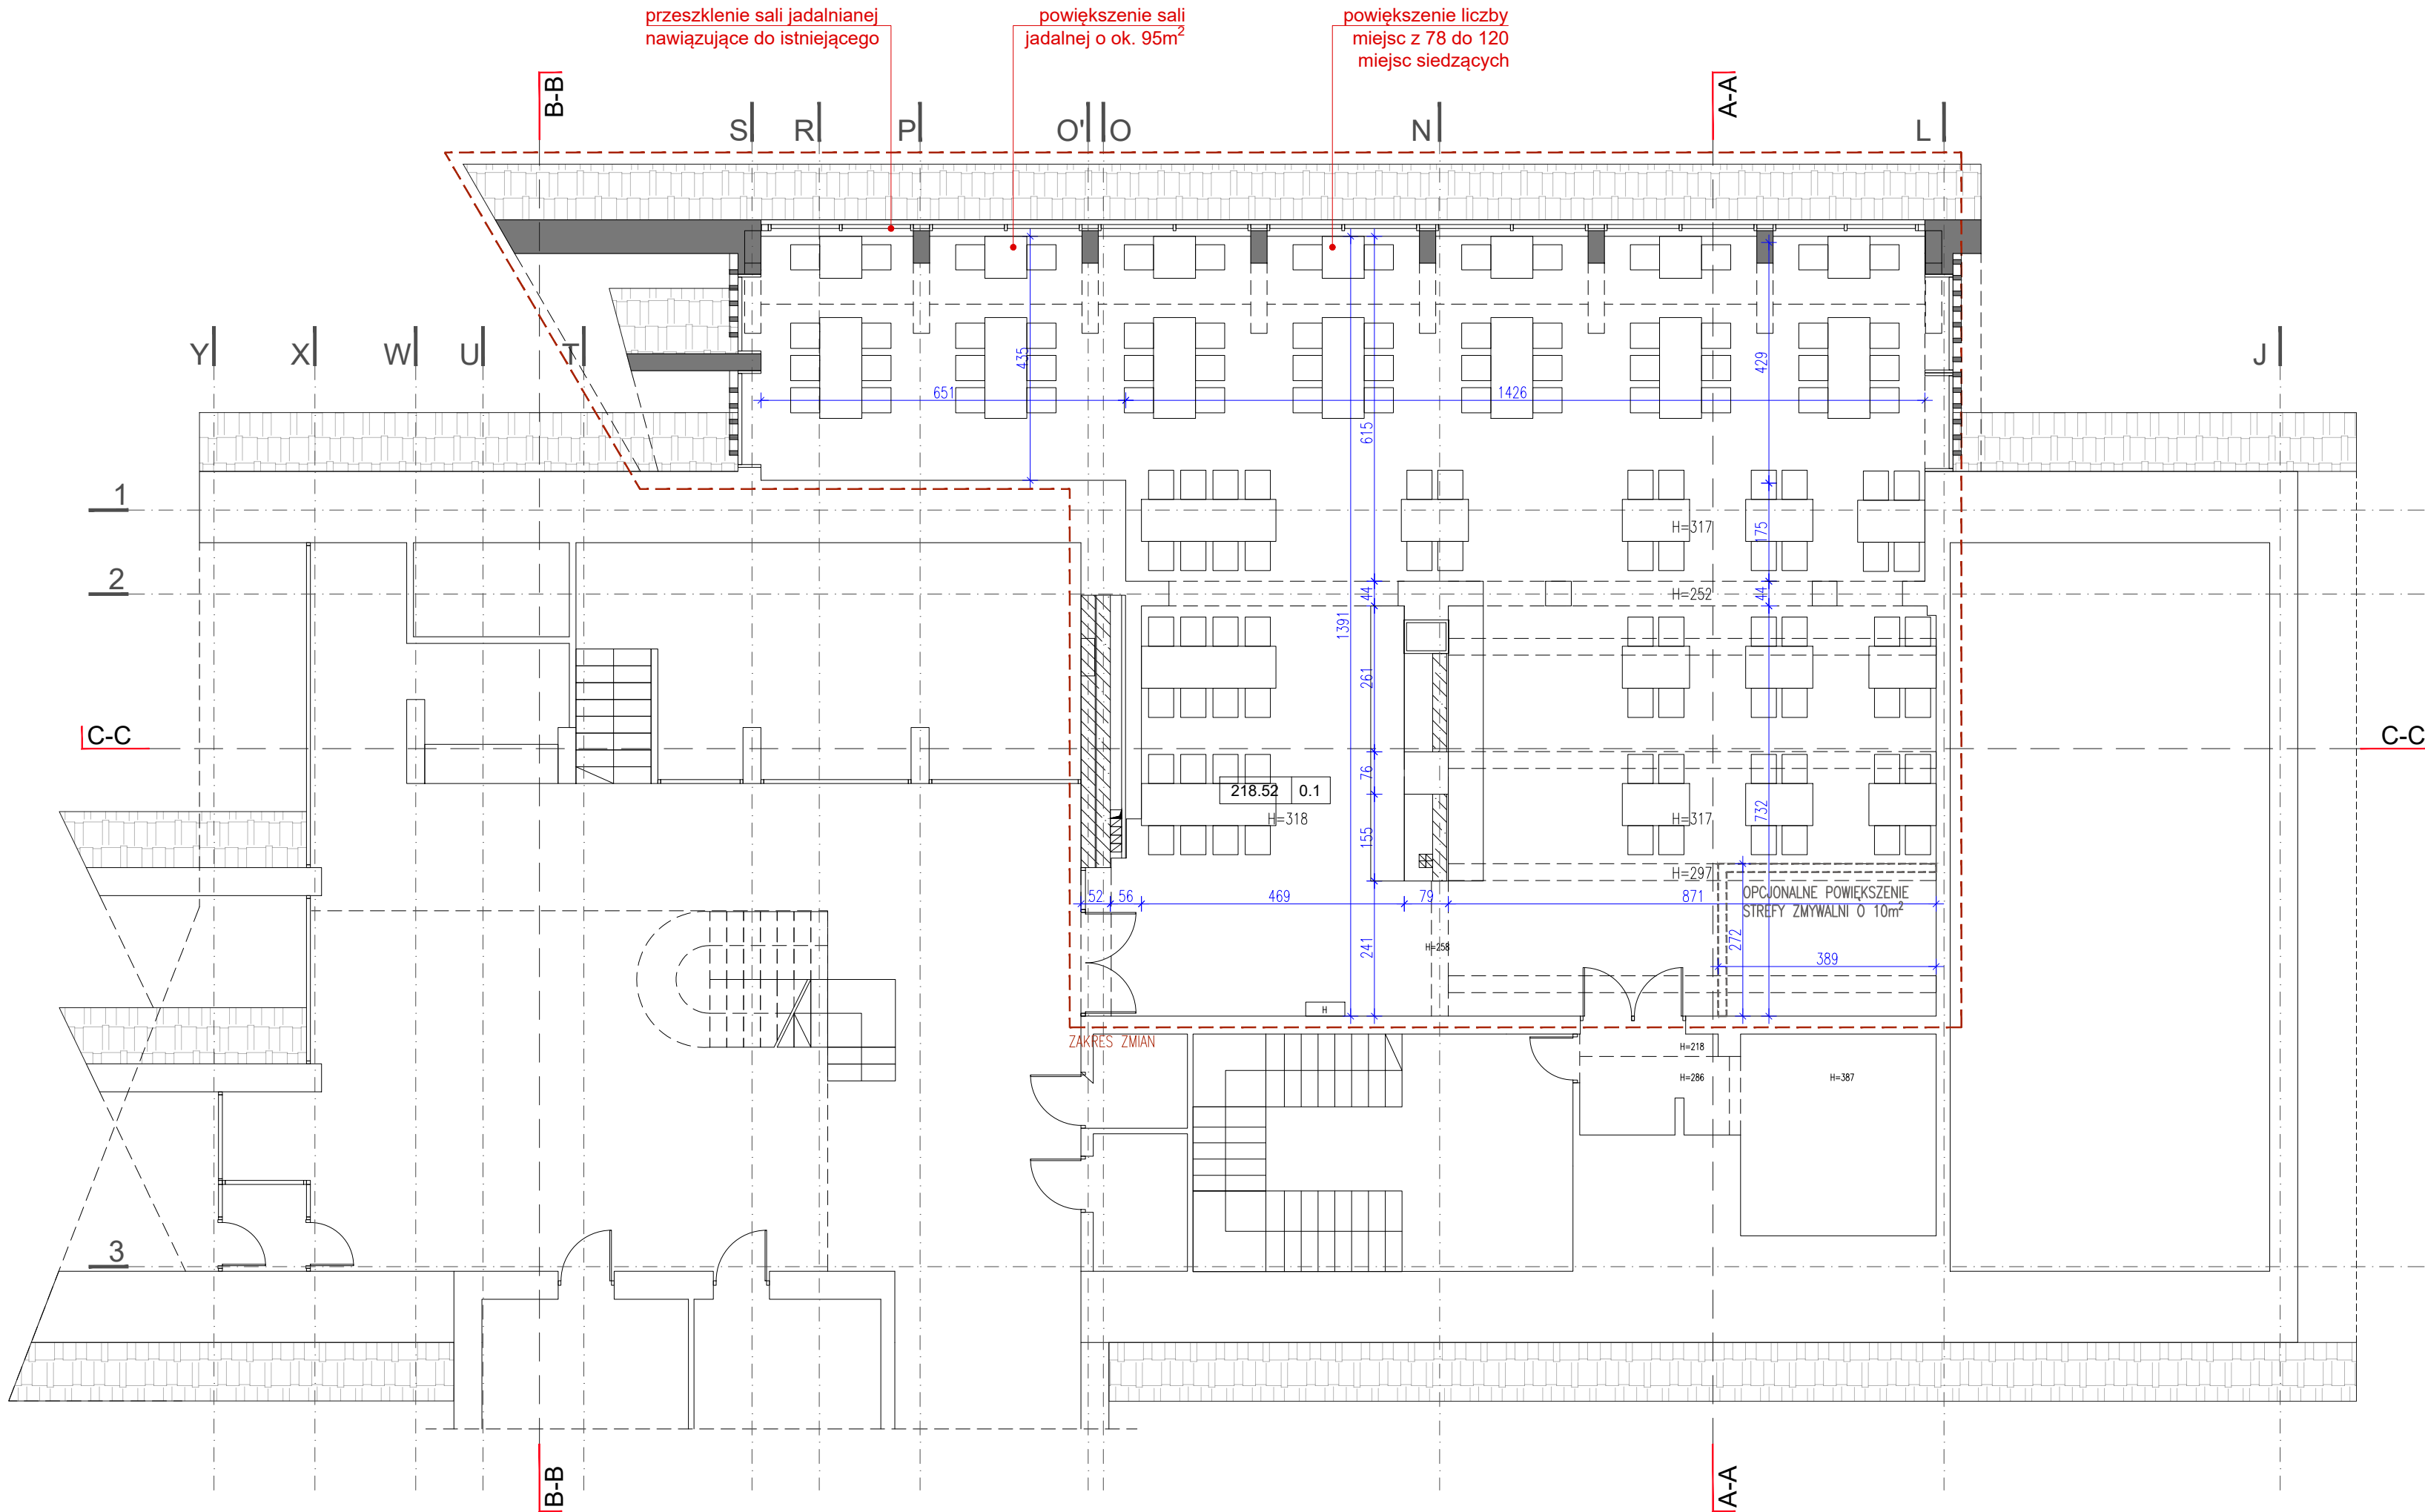 przeszklenie sali jadalnianej
nawiązujące do istniejącego
powiększenie sali
jadalnej o ok. 95m²
powiększenie liczby
miejsc z 78 do 120
miejsc siedzących
B-B
A-A
S
R
P
O'
O
N
L
Y
X
W
U
T
J
435
429
651
1426
615
1
H=317
175
2
44
H=252
44
1391
261
C-C
C-C
76
218.52
0.1
H=318
155
H=317
732
H=297
OPCJONALNE POWIĘKSZENIE
STREFY ZMYWALNI O 10m²
52
56
469
79
871
241
H=258
272
389
H
ZAKRES ZMIAN
H=218
H=286
H=387
3
B-B
A-A